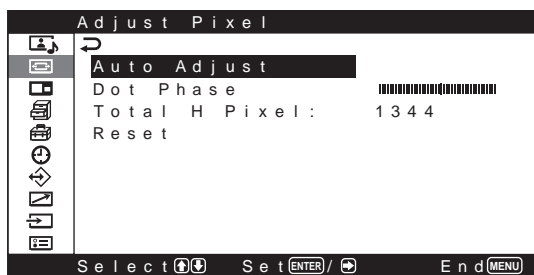 Adjust Pixel
Auto Adjust
Dot Phase
Total H Pixel: 1344
Reset
Select Set ENTER / End MENU